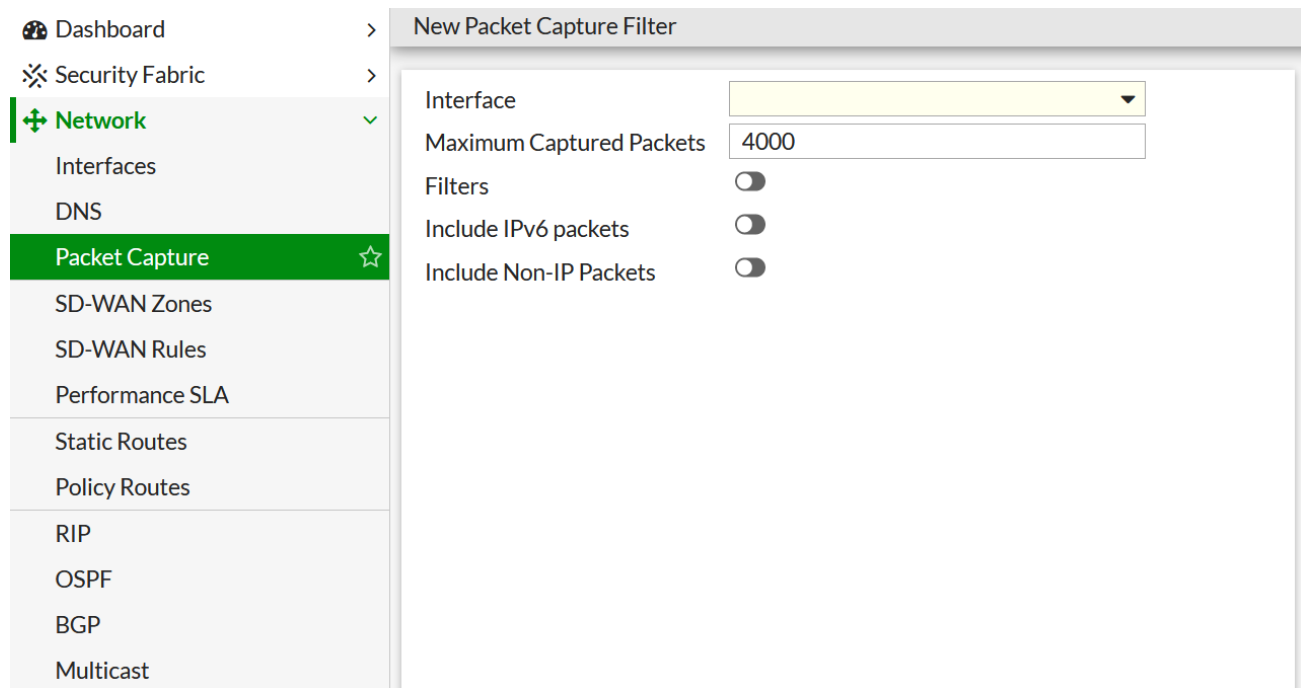 Dashboard
Security Fabric
Network
Interfaces
DNS
Packet Capture
SD-WAN Zones
SD-WAN Rules
Performance SLA
Static Routes
Policy Routes
RIP
OSPF
BGP
Multicast
New Packet Capture Filter
Interface
Maximum Captured Packets 4000
Filters
Include IPv6 packets
Include Non-IP Packets